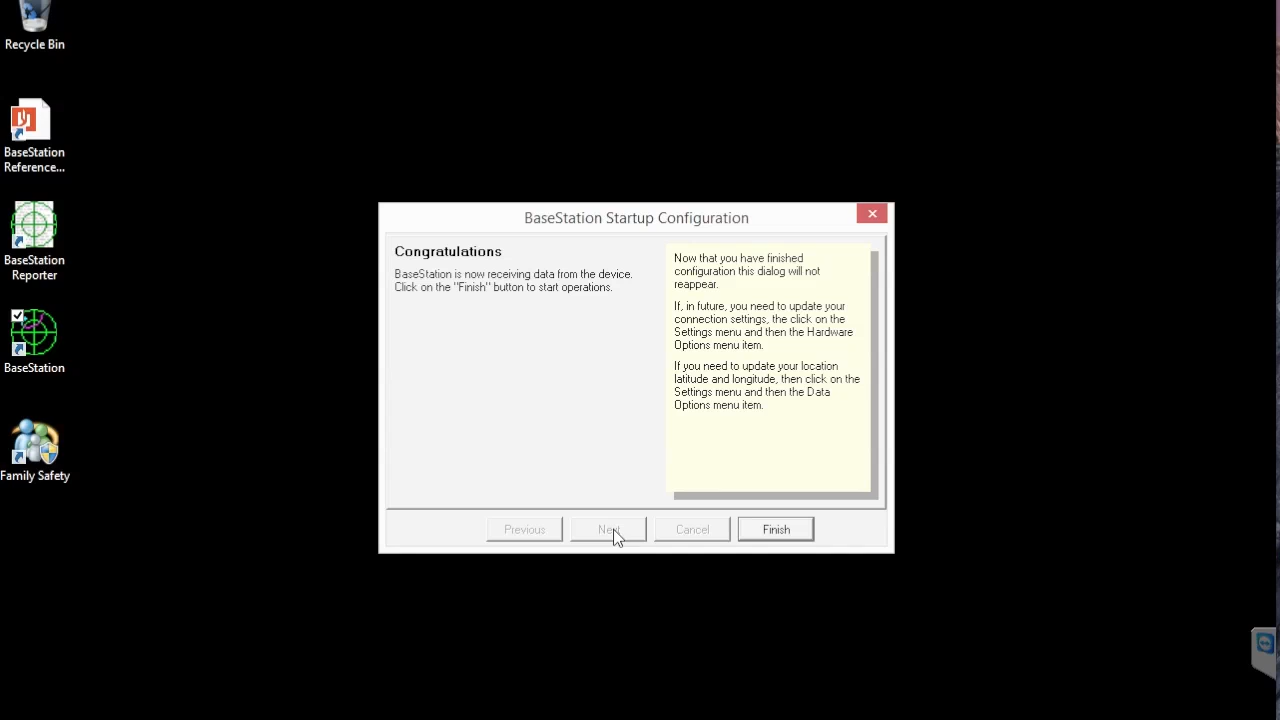 Recycle Bin
BaseStation
Reference...
BaseStation
Reporter
BaseStation
Family Safety
BaseStation Startup Configuration
Congratulations
BaseStation is now receiving data from the device.
Click on the "Finish" button to start operations.
Now that you have finished
configuration this dialog will not
reappear.
If, in future, you need to update your
connection settings, the click on the
Settings menu and then the Hardware
Options menu item.
If you need to update your location
latitude and longitude, then click on the
Settings menu and then the Data
Options menu item.
Previous
Next
Cancel
Finish